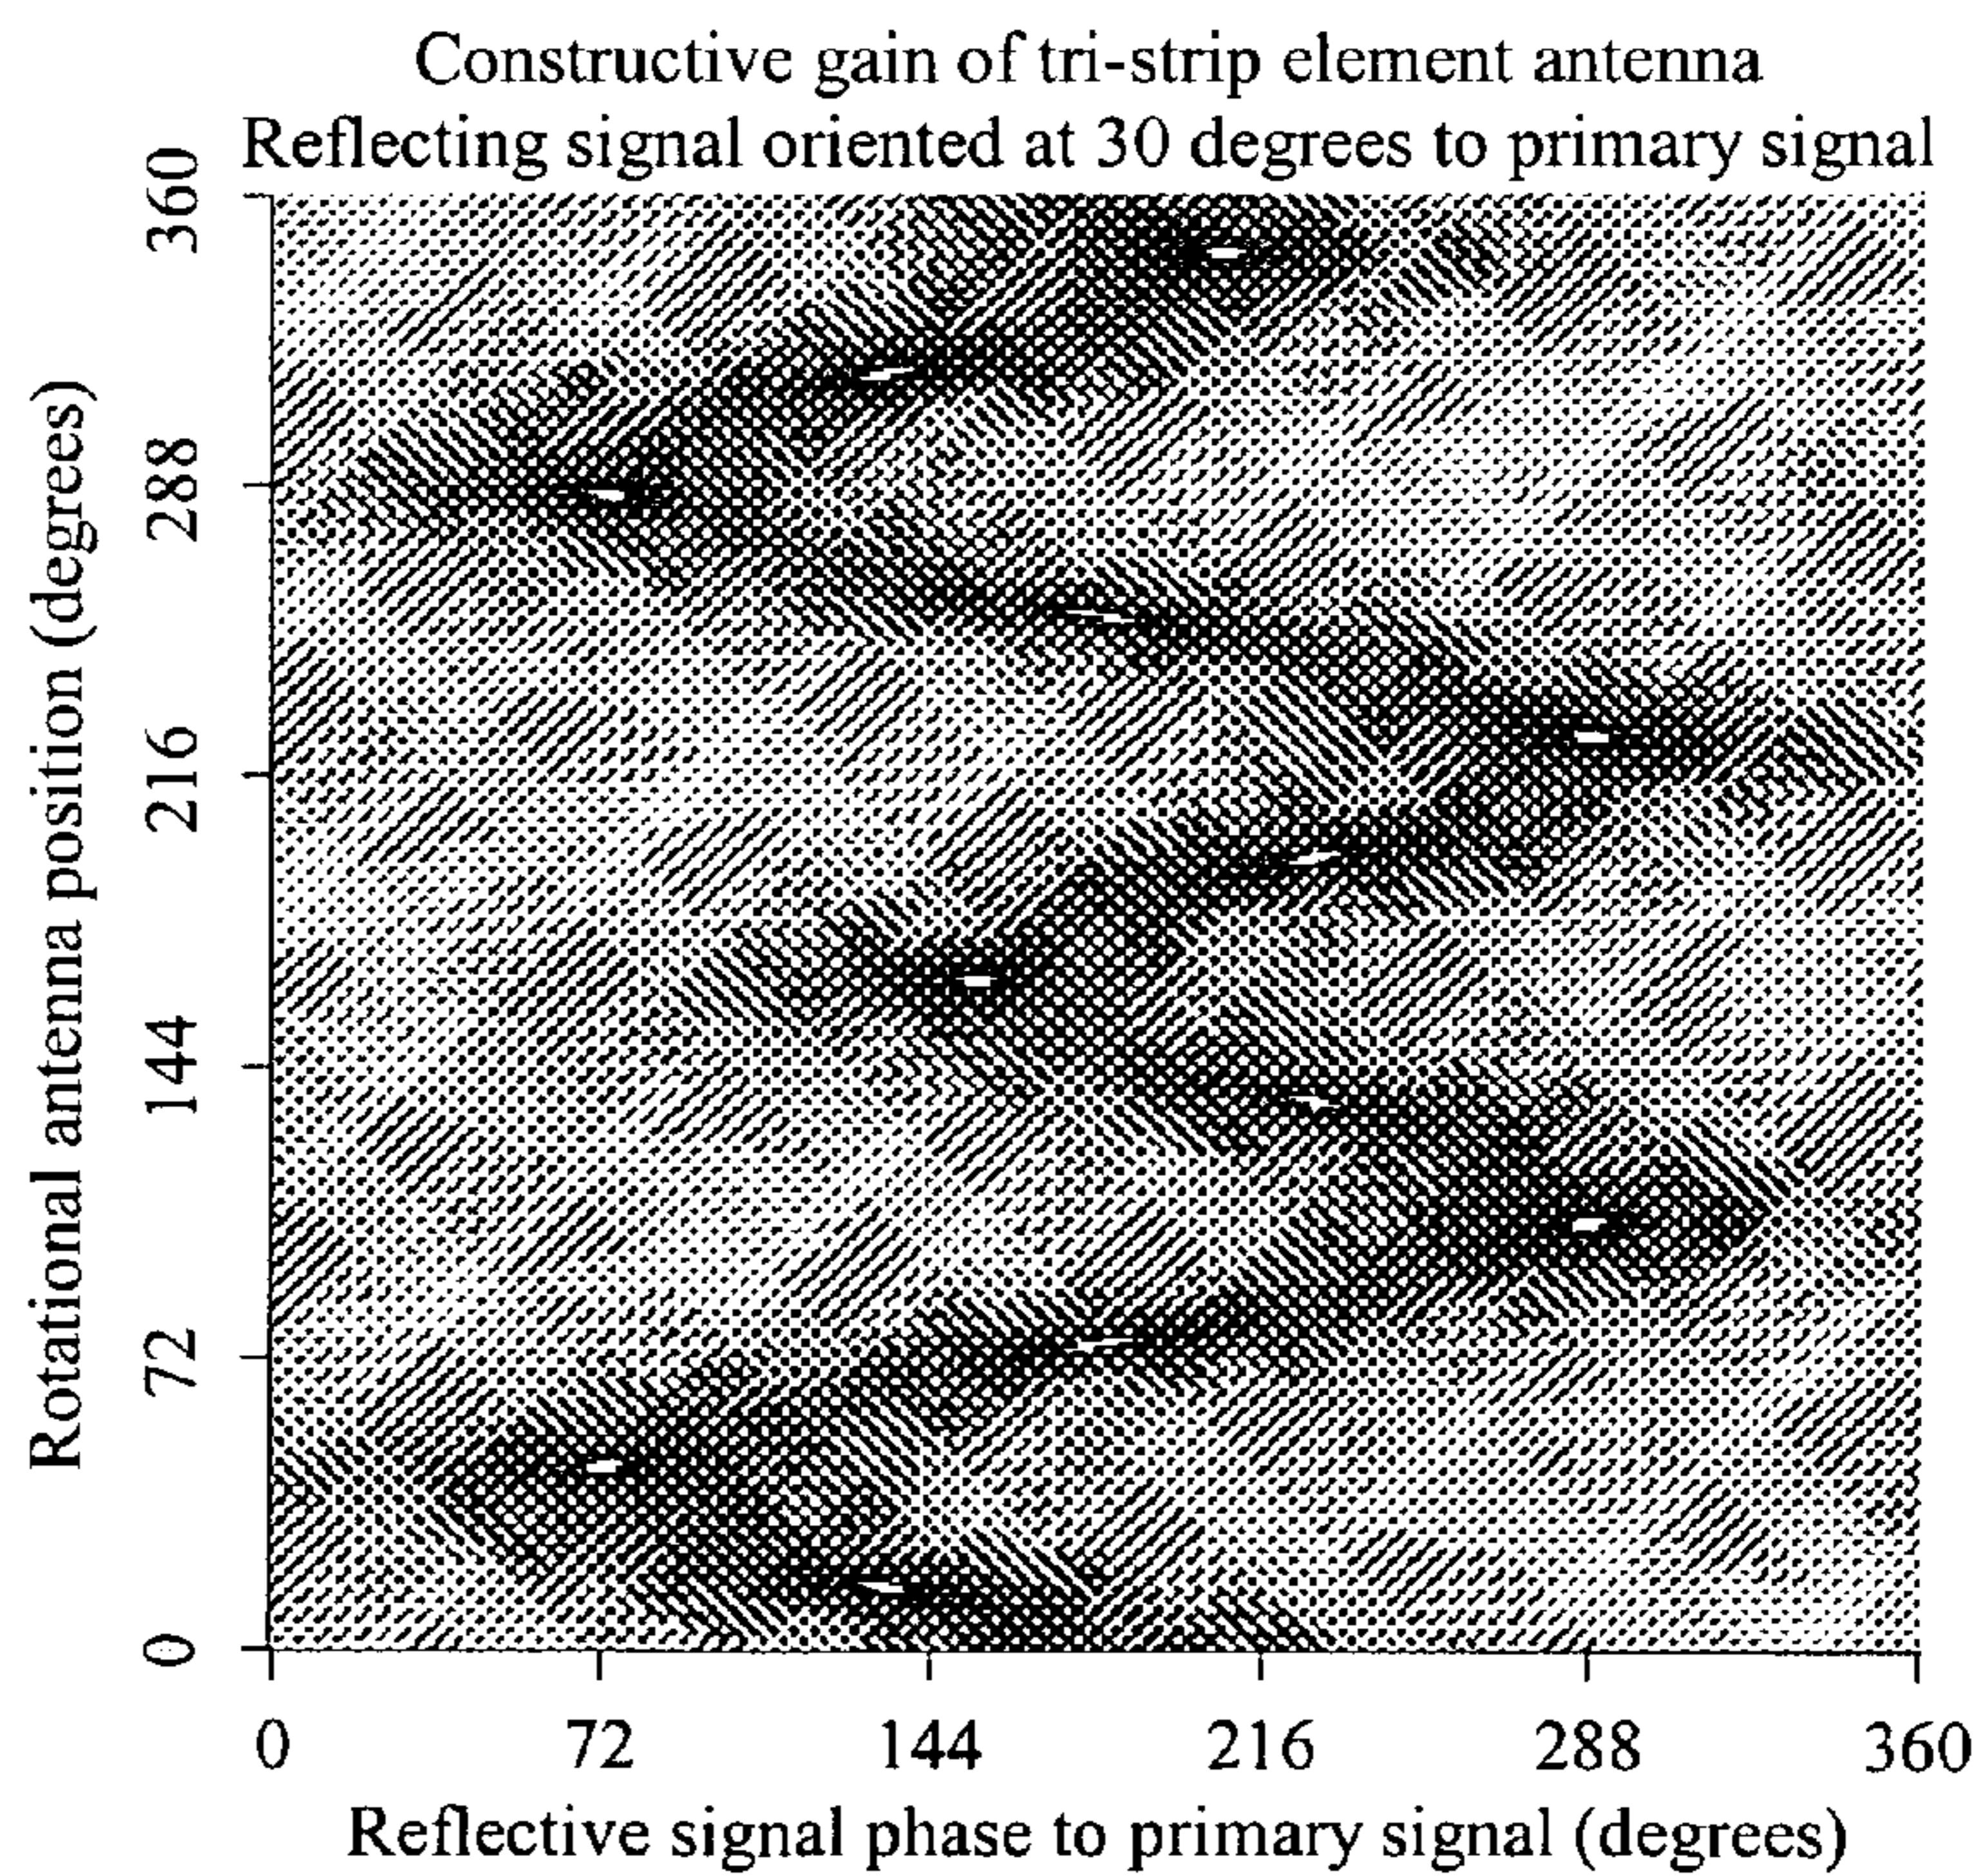 Constructive gain of tri-strip element antenna
Reflecting signal oriented at 30 degrees to primary signal
Rotational antenna position (degrees)
360
288
216
144
72
0
0 72 144 216 288 360
Reflective signal phase to primary signal (degrees)